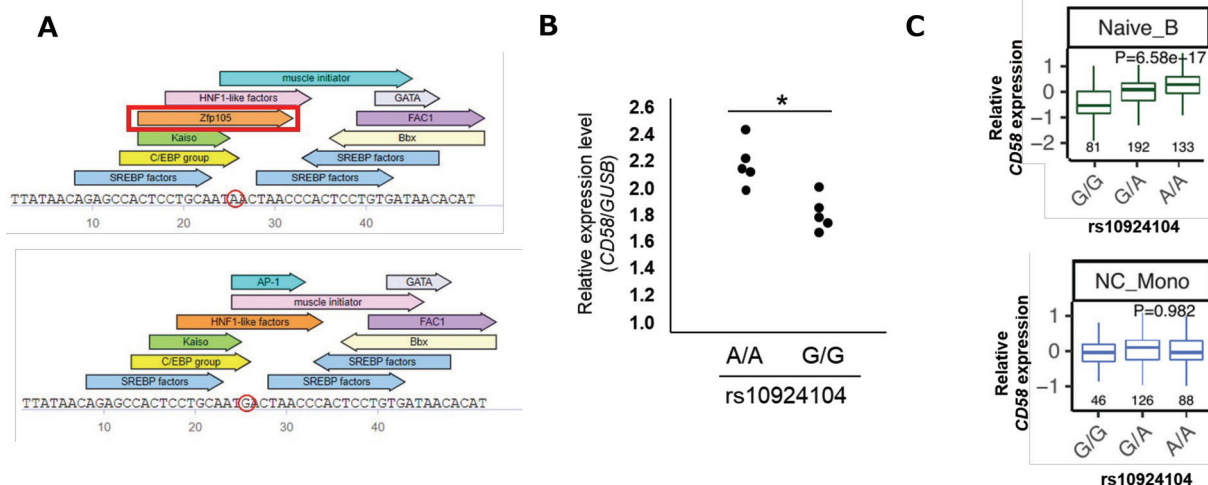 A
muscle initiator
HNF1-like factors
GATA
Zfp105
FAC1
Kaiso
Bbx
C/EBP group
SREBP factors
SREBP factors
SREBP factors
TTATAACAGAGCCACTCCTGCAATAACTAACCCACTCCTGTGATAACACAT
10 20 30 40
AP-1
GATA
muscle initiator
HNF1-like factors
FAC1
Kaiso
Bbx
C/EBP group
SREBP factors
SREBP factors
SREBP factors
TTATAACAGAGCCACTCCTGCAATGACTAACCCACTCCTGTGATAACACAT
10 20 30 40
B
Relative expression level
(CD58/GUSB)
2.6
2.4
2.2
2.0
1.8
1.6
1.4
1.2
1.0
*
A/A G/G
rs10924104
C
Naive_B
P=6.58e-17
Relative
CD58 expression
1
0
-1
-2
81 192 133
G/G G/A A/A
rs10924104
NC_Mono
P=0.982
Relative
CD58 expression
1
0
-1
46 126 88
G/G G/A A/A
rs10924104